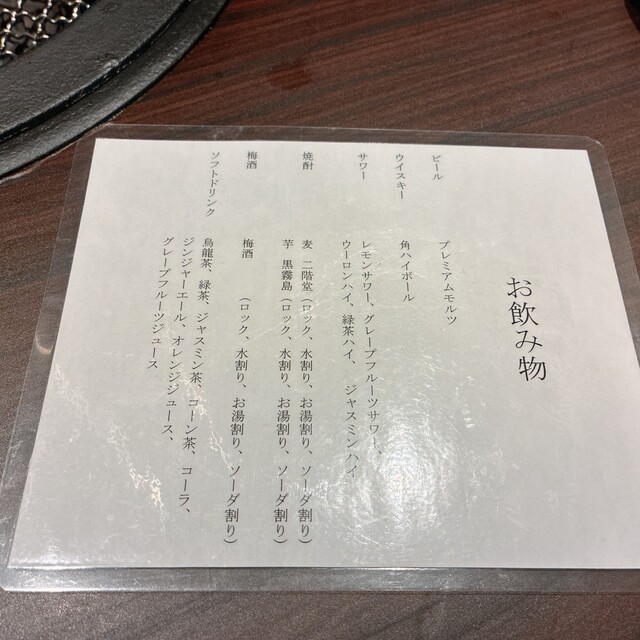 お飲み物
ビール　プレミアムモルツ
ウイスキー　角ハイボール
サワー　レモンサワー、グレープフルーツサワー、
ウーロンハイ、緑茶ハイ、ジャスミンハイ
焼酎　麦　二階堂（ロック、水割り、お湯割り、ソーダ割り）
芋　黒霧島（ロック、水割り、お湯割り、ソーダ割り）
梅酒　梅酒　（ロック、水割り、お湯割り、ソーダ割り）
ソフトドリンク　烏龍茶、緑茶、ジャスミン茶、コーン茶、コーラ、
ジンジャーエール、オレンジジュース、
グレープフルーツジュース